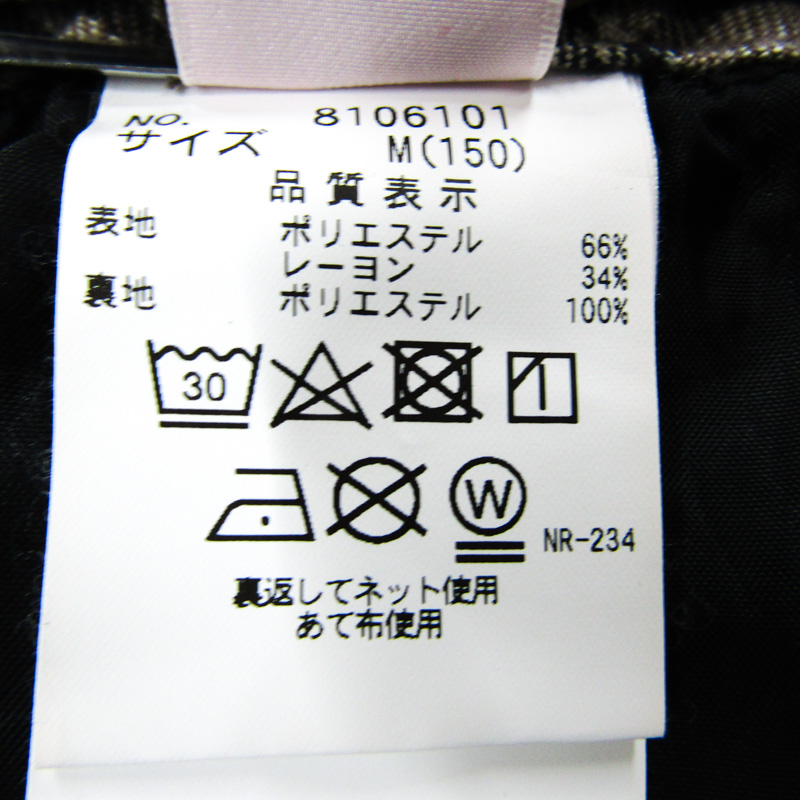 NO. 8106101
サイズ M(150)
品質表示
表地 ポリエステル 66%
レーヨン 34%
裏地 ポリエステル 100%
30
W
NR-234
裏返してネット使用
あて布使用